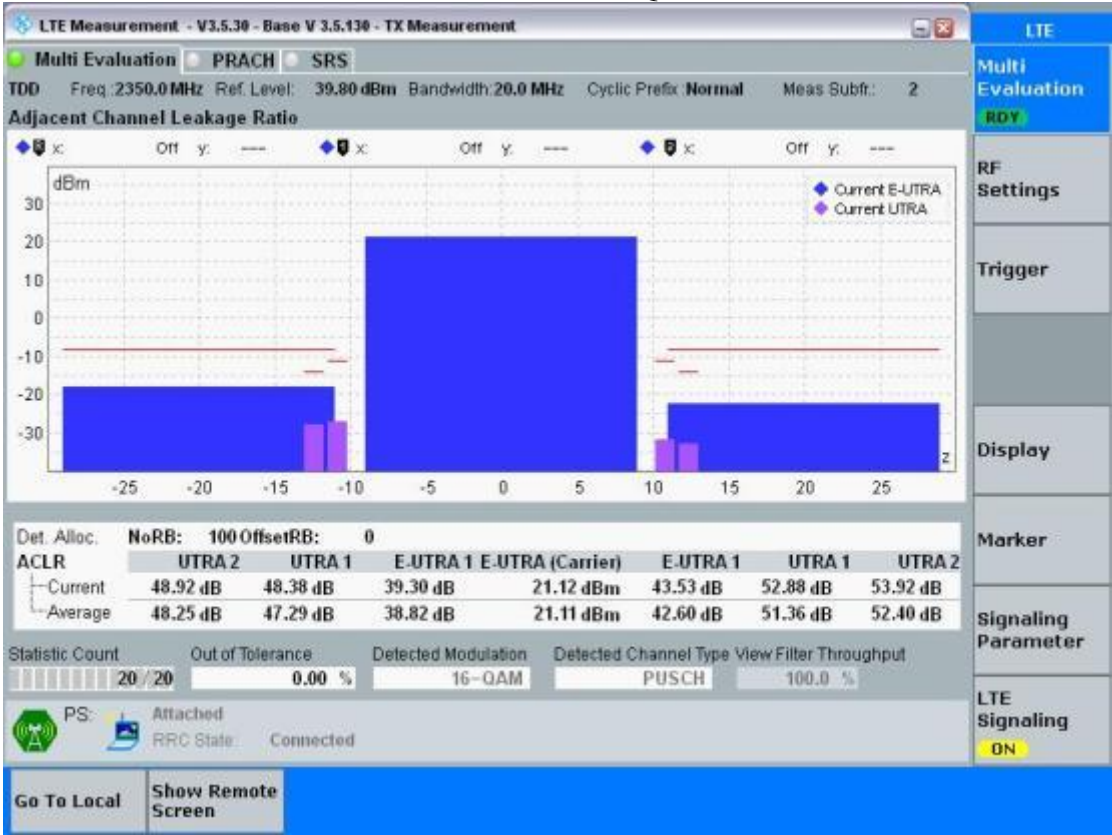 LTE Measurement - V3.5.30 - Base V 3.5.130 - TX Measurement
LTE
Multi Evaluation PRACH SRS
Multi
Evaluation
RDY
TDD Freq.:2350.0 MHz Ref. Level: 39.80 dBm Bandwidth:20.0 MHz Cyclic Prefix :Normal Meas Subfr.: 2
Adjacent Channel Leakage Ratio
x: Off y: --- x: Off y: --- x: Off y: ---
dBm
Current E-UTRA
Current UTRA
30
20
10
0
-10
-20
-30
z
-25 -20 -15 -10 -5 0 5 10 15 20 25
RF
Settings
Trigger
Display
Marker
Signaling
Parameter
LTE
Signaling
ON
Det. Alloc. NoRB: 100 OffsetRB: 0
ACLR UTRA 2 UTRA 1 E-UTRA 1 E-UTRA (Carrier) E-UTRA 1 UTRA 1 UTRA 2
Current 48.92 dB 48.38 dB 39.30 dB 21.12 dBm 43.53 dB 52.88 dB 53.92 dB
Average 48.25 dB 47.29 dB 38.82 dB 21.11 dBm 42.60 dB 51.36 dB 52.40 dB
Statistic Count Out of Tolerance Detected Modulation Detected Channel Type View Filter Throughput
20 / 20 0.00 % 16-QAM PUSCH 100.0 %
PS: Attached
RRC State: Connected
Go To Local
Show Remote
Screen